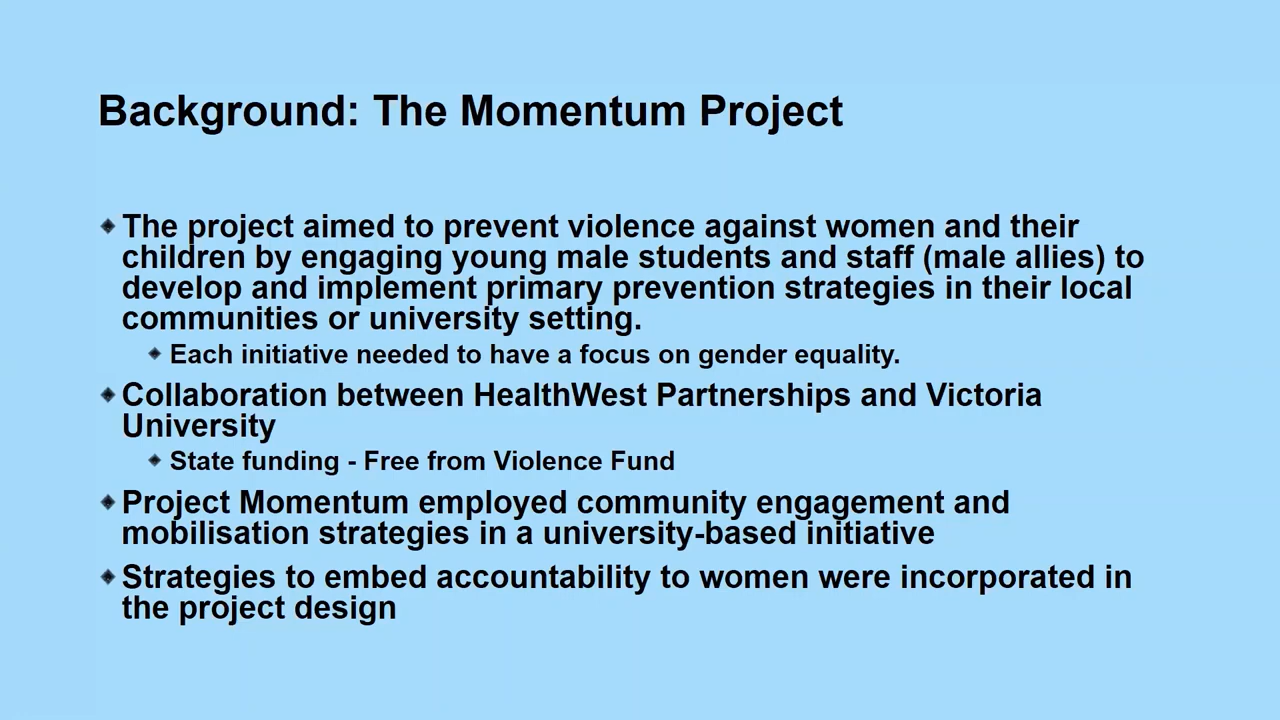 Background: The Momentum Project
The project aimed to prevent violence against women and their
children by engaging young male students and staff (male allies) to
develop and implement primary prevention strategies in their local
communities or university setting.
Each initiative needed to have a focus on gender equality.
Collaboration between HealthWest Partnerships and Victoria
University
State funding - Free from Violence Fund
Project Momentum employed community engagement and
mobilisation strategies in a university-based initiative
Strategies to embed accountability to women were incorporated in
the project design